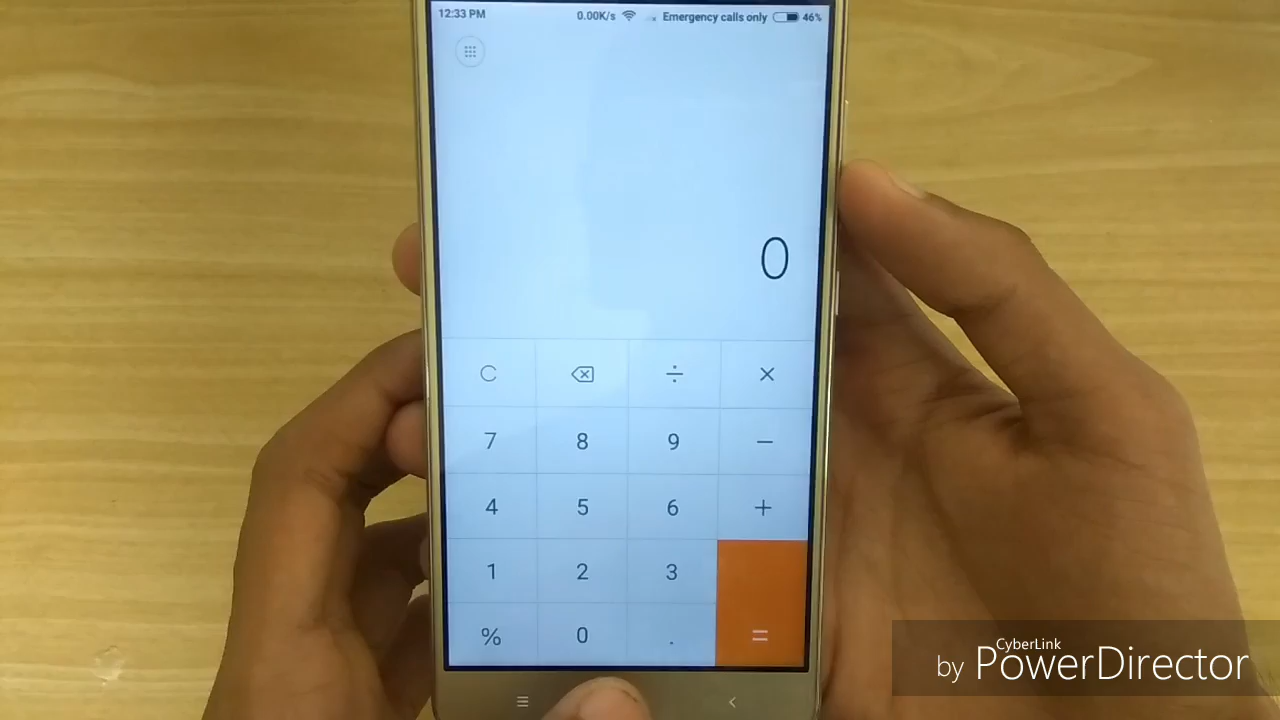 12:33 PM 0.00K/s Emergency calls only 46%
0
C ÷ ×
7 8 9 −
4 5 6 +
1 2 3
% 0 . =
CyberLink
by PowerDirector